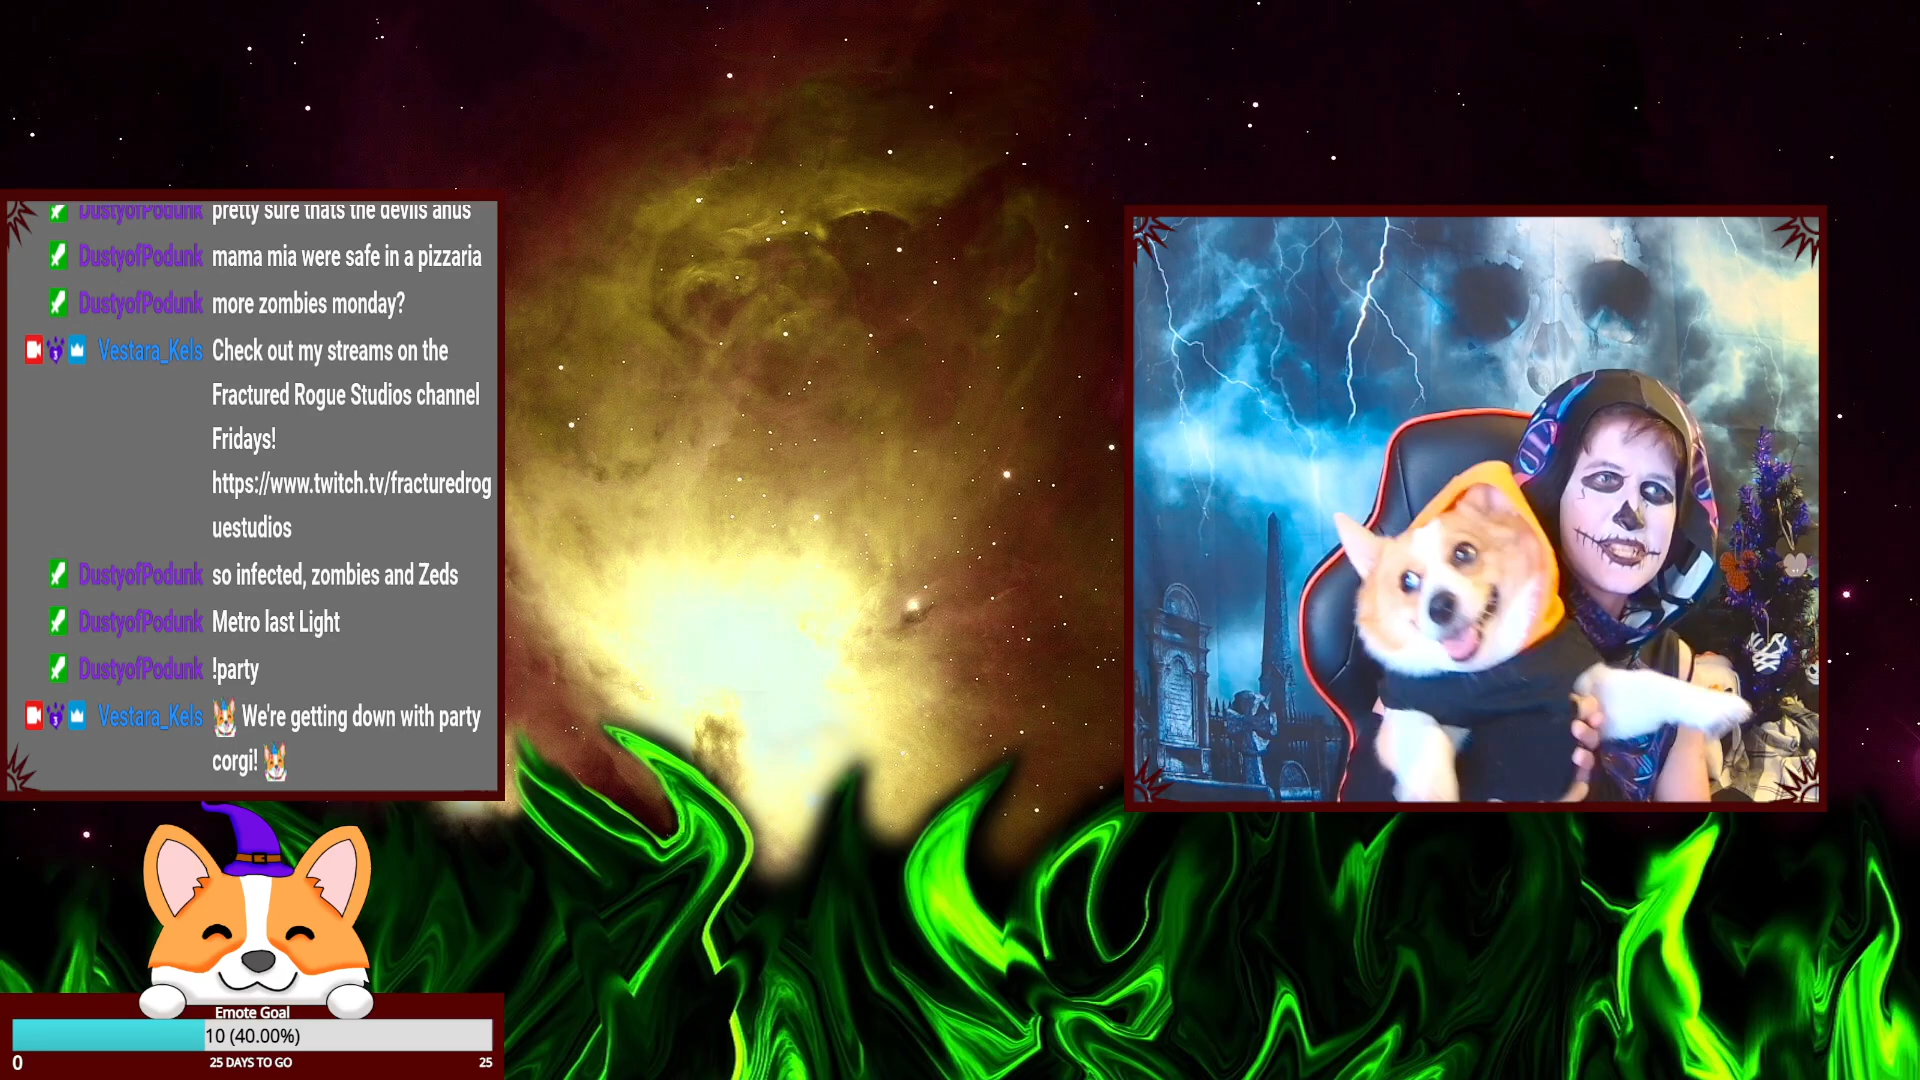 DustyofPodunk pretty sure thats the devils anus
DustyofPodunk mama mia were safe in a pizzaria
DustyofPodunk more zombies monday?
Vestara_Kels Check out my streams on the
Fractured Rogue Studios channel
Fridays!
https://www.twitch.tv/fracturedrog
uestudios
DustyofPodunk so infected, zombies and Zeds
DustyofPodunk Metro last Light
DustyofPodunk !party
Vestara_Kels We're getting down with party
corgi!
Emote Goal
10 (40.00%)
0 25 DAYS TO GO 25